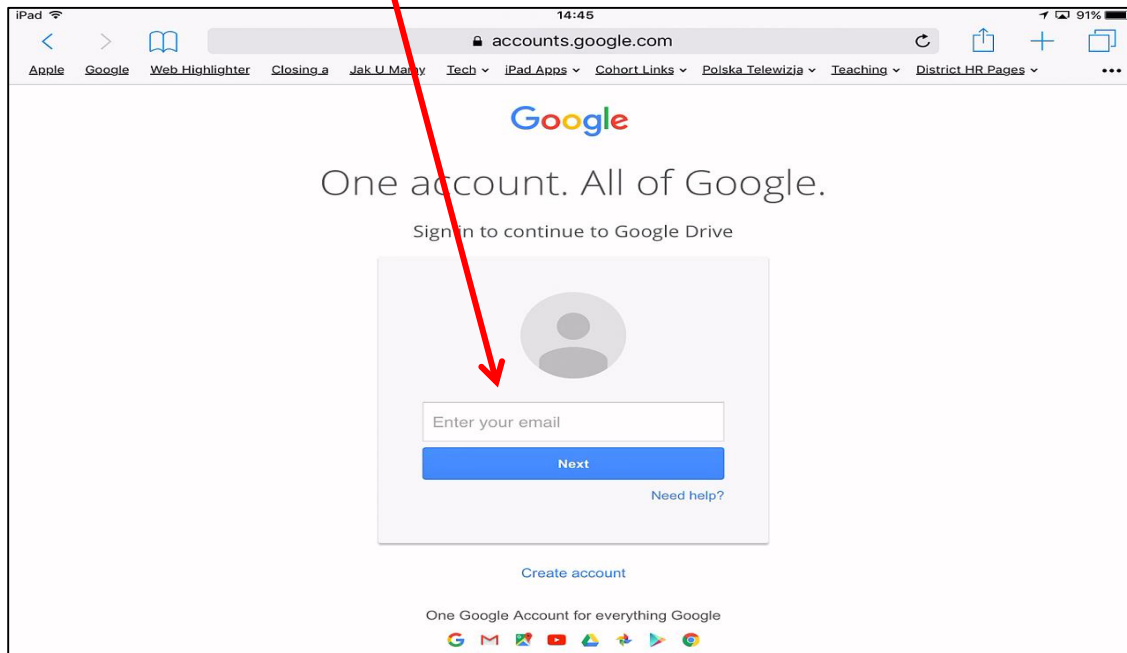 iPad 14:45 91%
accounts.google.com
Apple Google Web Highlighter Closing a Jak U Mamy Tech iPad Apps Cohort Links Polska Telewizja Teaching District HR Pages •••
Google
One account. All of Google.
Sign in to continue to Google Drive
Enter your email
Next
Need help?
Create account
One Google Account for everything Google